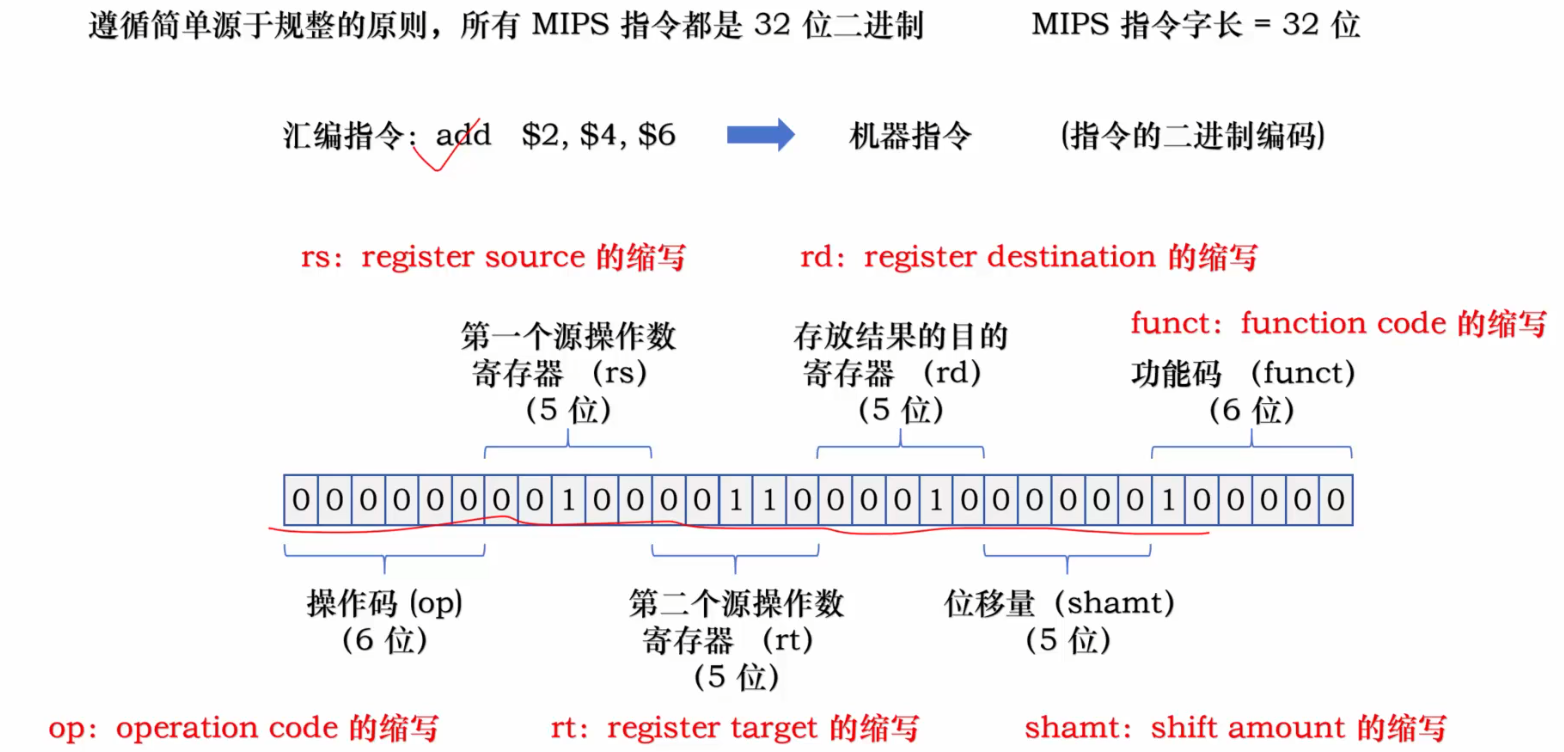 遵循简单源于规整的原则，所有 MIPS 指令都是 32 位二进制 MIPS 指令字长 = 32 位
汇编指令： add $2, $4, $6 机器指令 (指令的二进制编码)
rs： register source 的缩写 rd： register destination 的缩写
funct： function code 的缩写
第一个源操作数
寄存器 （rs）
（5 位）
存放结果的目的
寄存器 （rd）
（5 位）
功能码 （funct）
（6 位）
0 0 0 0 0 0 0 0 1 0 0 0 0 1 1 0 0 0 0 1 0 0 0 0 0 0 1 0 0 0 0 0
操作码 (op)
（6 位）
第二个源操作数
寄存器 （rt）
（5 位）
位移量（shamt）
（5 位）
op： operation code 的缩写 rt： register target 的缩写 shamt： shift amount 的缩写